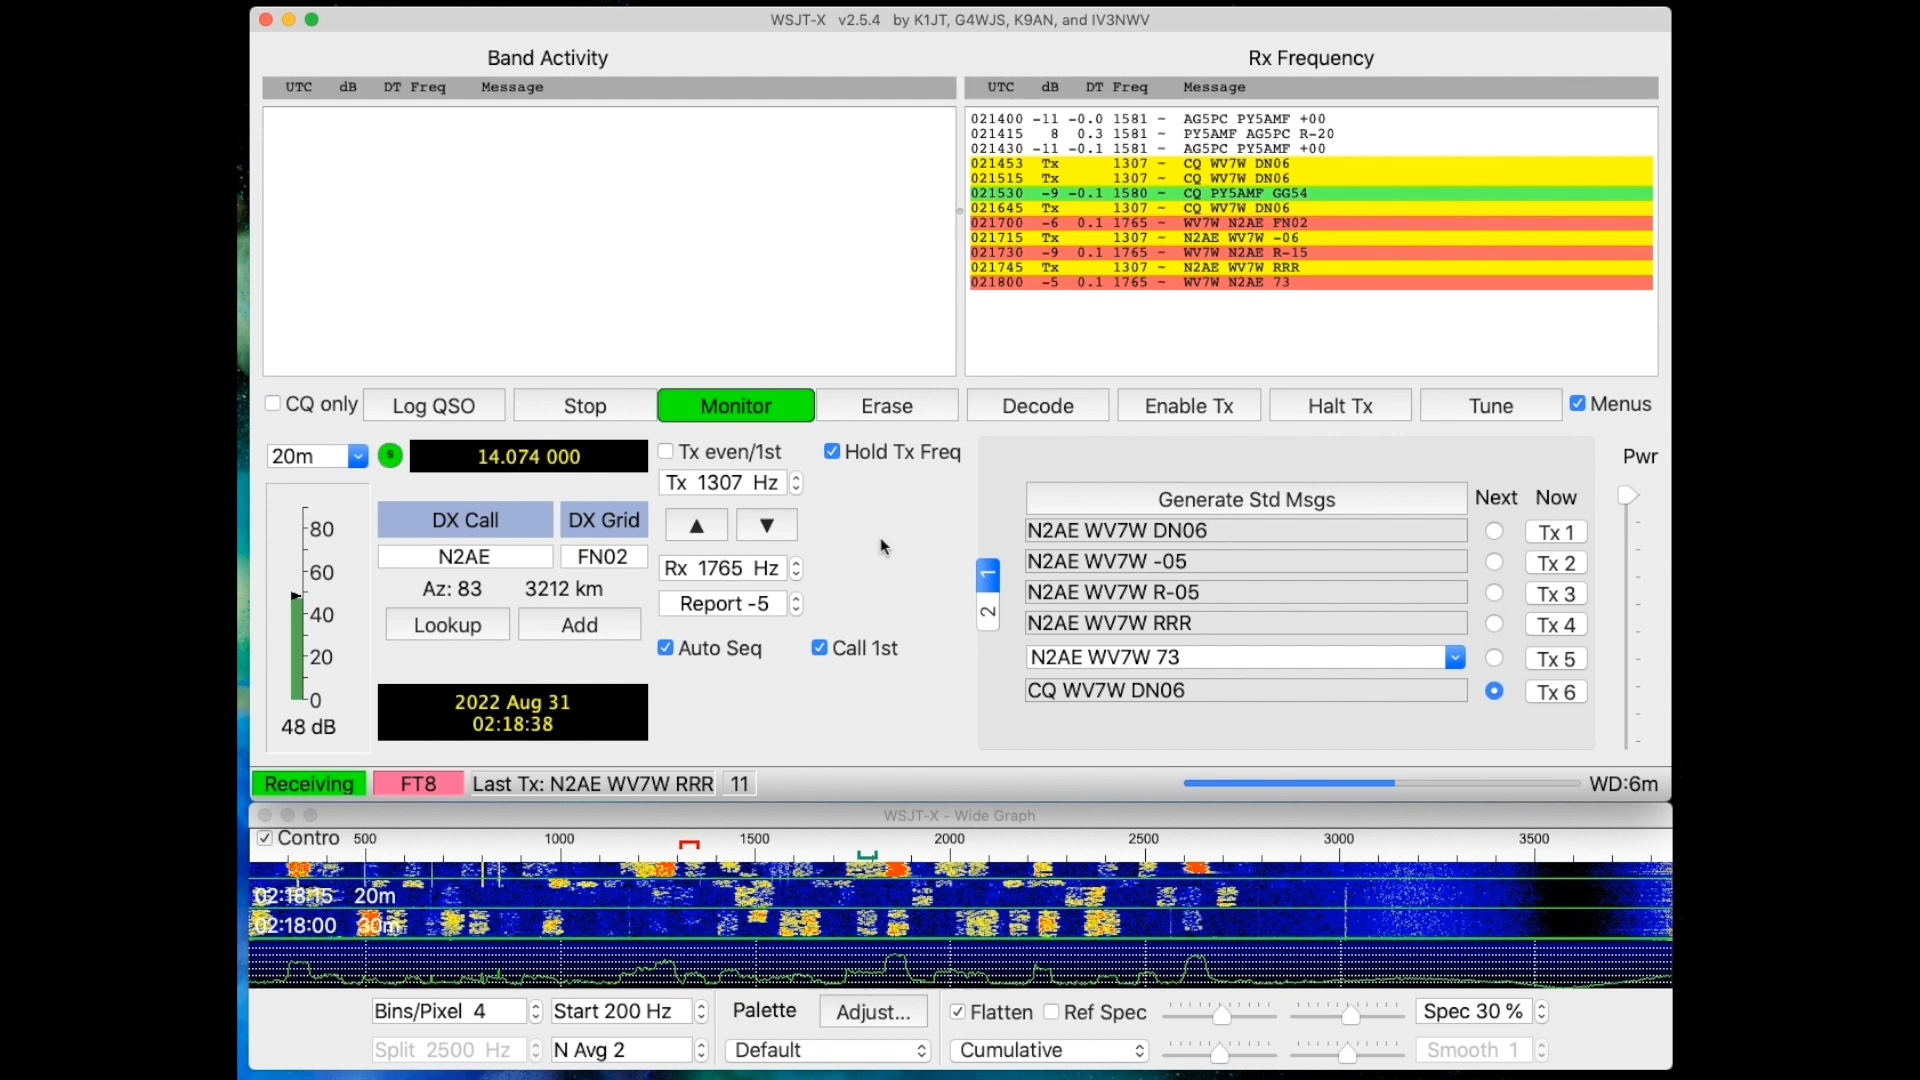 WSJT-X v2.5.4 by K1JT, G4WJS, K9AN, and IV3NWV
Band Activity
UTC dB DT Freq Message
Rx Frequency
UTC dB DT Freq Message
021400 -11 -0.0 1581 ~ AG5PC PY5AMF +00
021415 8 0.3 1581 ~ PY5AMF AG5PC R-20
021430 -11 -0.1 1581 ~ AG5PC PY5AMF +00
021453 Tx 1307 ~ CQ WV7W DN06
021515 Tx 1307 ~ CQ WV7W DN06
021530 -9 -0.1 1580 ~ CQ PY5AMF GG54
021645 Tx 1307 ~ CQ WV7W DN06
021700 -6 0.1 1765 ~ WV7W N2AE FN02
021715 Tx 1307 ~ N2AE WV7W -06
021730 -9 0.1 1765 ~ WV7W N2AE R-15
021745 Tx 1307 ~ N2AE WV7W RRR
021800 -5 0.1 1765 ~ WV7W N2AE 73
CQ only Log QSO Stop Monitor Erase Decode Enable Tx Halt Tx Tune Menus
20m S 14.074 000
Tx even/1st Hold Tx Freq
Tx 1307 Hz
▲ ▼
DX Call DX Grid
N2AE FN02
Az: 83 3212 km
Lookup Add
Rx 1765 Hz
Report -5
Auto Seq Call 1st
80
60
40
20
0
48 dB
2022 Aug 31
02:18:38
1
2
Generate Std Msgs Next Now
N2AE WV7W DN06 Tx 1
N2AE WV7W -05 Tx 2
N2AE WV7W R-05 Tx 3
N2AE WV7W RRR Tx 4
N2AE WV7W 73 Tx 5
CQ WV7W DN06 Tx 6
Pwr
Receiving FT8 Last Tx: N2AE WV7W RRR 11 WD:6m
WSJT-X - Wide Graph
Contro 500 1000 1500 2000 2500 3000 3500
02:18:15 20m
02:18:00 30m
Bins/Pixel 4 Start 200 Hz Palette Adjust... Flatten Ref Spec Spec 30 %
Split 2500 Hz N Avg 2 Default Cumulative Smooth 1